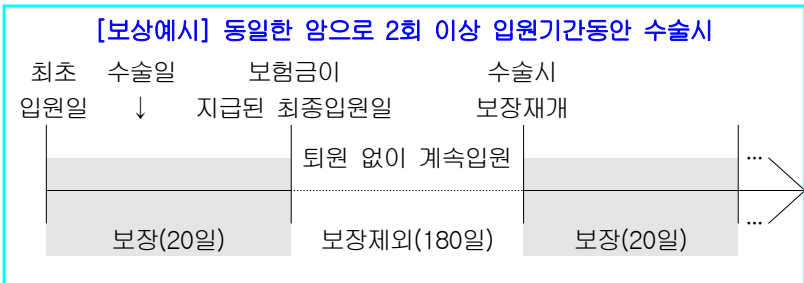 [보상예시] 동일한 암으로 2회 이상 입원기간동안 수술시
최초 수술일 보험금이 수술시
입원일 ↓ 지급된 최종입원일 보장재개
퇴원 없이 계속입원 ...
...
보장(20일) 보장제외(180일) 보장(20일)